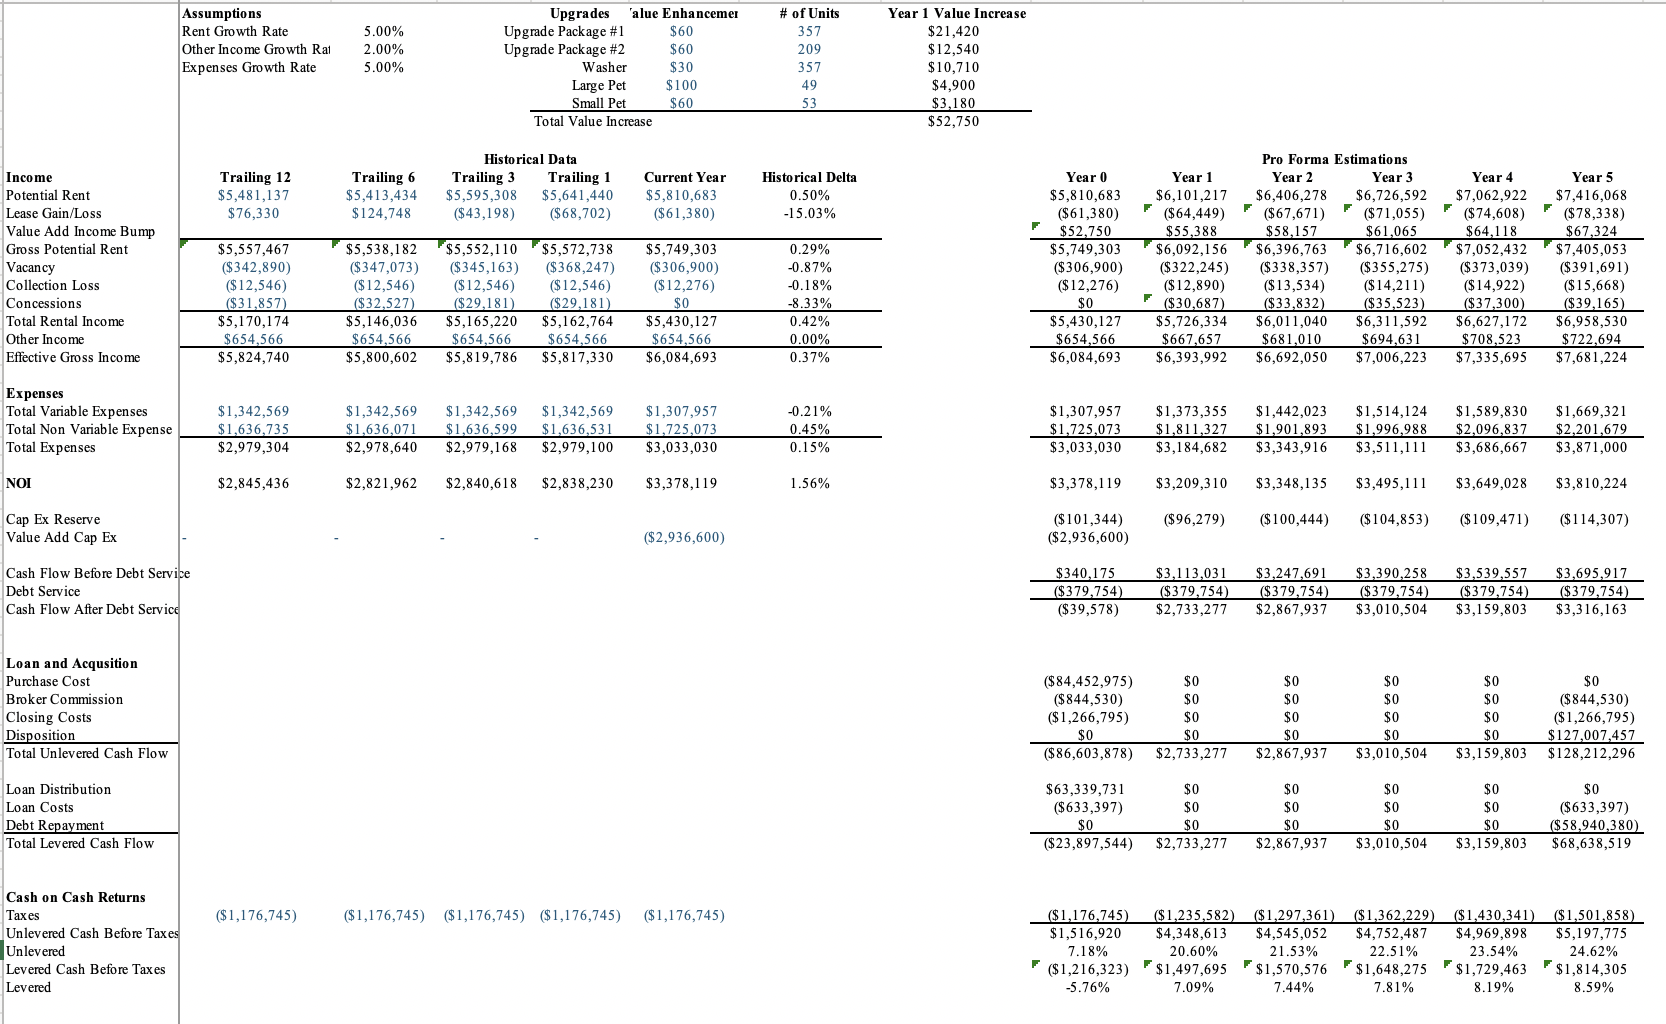 Assumptions Upgrades 'alue Enhancemer # of Units Year 1 Value Increase
Rent Growth Rate 5.00% Upgrade Package #1 $60 357 $21,420
Other Income Growth Rat 2.00% Upgrade Package #2 $60 209 $12,540
Expenses Growth Rate 5.00% Washer $30 357 $10,710
Large Pet $100 49 $4,900
Small Pet $60 53 $3,180
Total Value Increase $52,750
Historical Data Pro Forma Estimations
Income Trailing 12 Trailing 6 Trailing 3 Trailing 1 Current Year Historical Delta Year 0 Year 1 Year 2 Year 3 Year 4 Year 5
Potential Rent $5,481,137 $5,413,434 $5,595,308 $5,641,440 $5,810,683 0.50% $5,810,683 $6,101,217 $6,406,278 $6,726,592 $7,062,922 $7,416,068
Lease Gain/Loss $76,330 $124,748 ($43,198) ($68,702) ($61,380) -15.03% ($61,380) ($64,449) ($67,671) ($71,055) ($74,608) ($78,338)
Value Add Income Bump $52,750 $55,388 $58,157 $61,065 $64,118 $67,324
Gross Potential Rent $5,557,467 $5,538,182 $5,552,110 $5,572,738 $5,749,303 0.29% $5,749,303 $6,092,156 $6,396,763 $6,716,602 $7,052,432 $7,405,053
Vacancy ($342,890) ($347,073) ($345,163) ($368,247) ($306,900) -0.87% ($306,900) ($322,245) ($338,357) ($355,275) ($373,039) ($391,691)
Collection Loss ($12,546) ($12,546) ($12,546) ($12,546) ($12,276) -0.18% ($12,276) ($12,890) ($13,534) ($14,211) ($14,922) ($15,668)
Concessions ($31,857) ($32,527) ($29,181) ($29,181) $0 -8.33% $0 ($30,687) ($33,832) ($35,523) ($37,300) ($39,165)
Total Rental Income $5,170,174 $5,146,036 $5,165,220 $5,162,764 $5,430,127 0.42% $5,430,127 $5,726,334 $6,011,040 $6,311,592 $6,627,172 $6,958,530
Other Income $654,566 $654,566 $654,566 $654,566 $654,566 0.00% $654,566 $667,657 $681,010 $694,631 $708,523 $722,694
Effective Gross Income $5,824,740 $5,800,602 $5,819,786 $5,817,330 $6,084,693 0.37% $6,084,693 $6,393,992 $6,692,050 $7,006,223 $7,335,695 $7,681,224
Expenses
Total Variable Expenses $1,342,569 $1,342,569 $1,342,569 $1,342,569 $1,307,957 -0.21% $1,307,957 $1,373,355 $1,442,023 $1,514,124 $1,589,830 $1,669,321
Total Non Variable Expense $1,636,735 $1,636,071 $1,636,599 $1,636,531 $1,725,073 0.45% $1,725,073 $1,811,327 $1,901,893 $1,996,988 $2,096,837 $2,201,679
Total Expenses $2,979,304 $2,978,640 $2,979,168 $2,979,100 $3,033,030 0.15% $3,033,030 $3,184,682 $3,343,916 $3,511,111 $3,686,667 $3,871,000
NOI $2,845,436 $2,821,962 $2,840,618 $2,838,230 $3,378,119 1.56% $3,378,119 $3,209,310 $3,348,135 $3,495,111 $3,649,028 $3,810,224
Cap Ex Reserve ($101,344) ($96,279) ($100,444) ($104,853) ($109,471) ($114,307)
Value Add Cap Ex - - - - ($2,936,600) ($2,936,600)
Cash Flow Before Debt Service $340,175 $3,113,031 $3,247,691 $3,390,258 $3,539,557 $3,695,917
Debt Service ($379,754) ($379,754) ($379,754) ($379,754) ($379,754) ($379,754)
Cash Flow After Debt Service ($39,578) $2,733,277 $2,867,937 $3,010,504 $3,159,803 $3,316,163
Loan and Acqusition
Purchase Cost ($84,452,975) $0 $0 $0 $0 $0
Broker Commission ($844,530) $0 $0 $0 $0 ($844,530)
Closing Costs ($1,266,795) $0 $0 $0 $0 ($1,266,795)
Disposition $0 $0 $0 $0 $0 $127,007,457
Total Unlevered Cash Flow ($86,603,878) $2,733,277 $2,867,937 $3,010,504 $3,159,803 $128,212,296
Loan Distribution $63,339,731 $0 $0 $0 $0 $0
Loan Costs ($633,397) $0 $0 $0 $0 ($633,397)
Debt Repayment $0 $0 $0 $0 $0 ($58,940,380)
Total Levered Cash Flow ($23,897,544) $2,733,277 $2,867,937 $3,010,504 $3,159,803 $68,638,519
Cash on Cash Returns
Taxes ($1,176,745) ($1,176,745) ($1,176,745) ($1,176,745) ($1,176,745) ($1,176,745) ($1,235,582) ($1,297,361) ($1,362,229) ($1,430,341) ($1,501,858)
Unlevered Cash Before Taxes $1,516,920 $4,348,613 $4,545,052 $4,752,487 $4,969,898 $5,197,775
Unlevered 7.18% 20.60% 21.53% 22.51% 23.54% 24.62%
Levered Cash Before Taxes ($1,216,323) $1,497,695 $1,570,576 $1,648,275 $1,729,463 $1,814,305
Levered -5.76% 7.09% 7.44% 7.81% 8.19% 8.59%